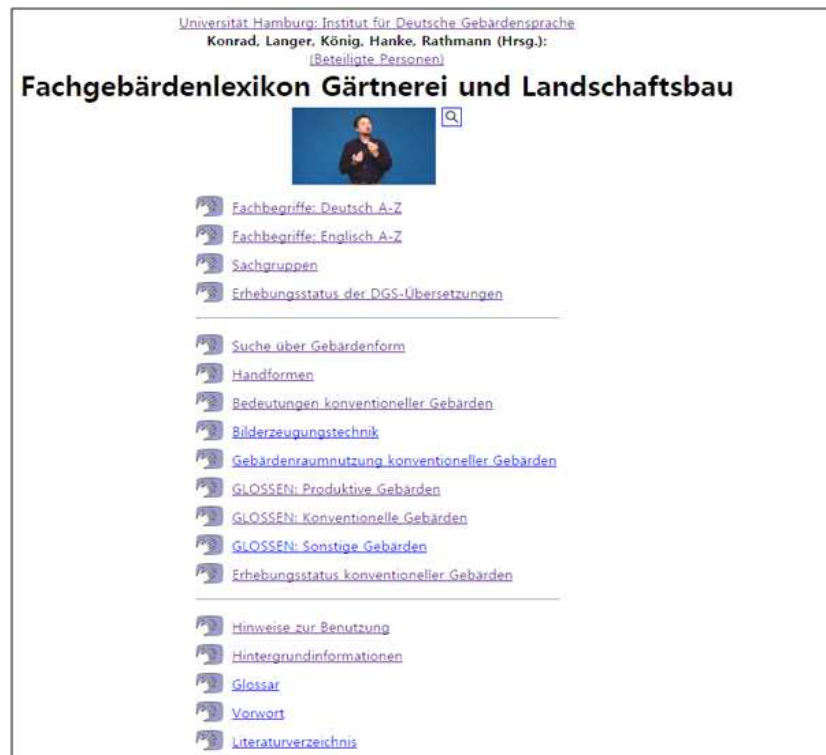 Universität Hamburg: Institut für Deutsche Gebärdensprache
Konrad, Langer, König, Hanke, Rathmann (Hrsg.):
(Beteiligte Personen)
Fachgebärdenlexikon Gärtnerei und Landschaftsbau
Fachbegriffe: Deutsch A-Z
Fachbegriffe: Englisch A-Z
Sachgruppen
Erhebungsstatus der DGS-Übersetzungen
Suche über Gebärdenform
Handformen
Bedeutungen konventioneller Gebärden
Bilderzeugungstechnik
Gebärdenraumnutzung konventioneller Gebärden
GLOSSEN: Produktive Gebärden
GLOSSEN: Konventionelle Gebärden
GLOSSEN: Sonstige Gebärden
Erhebungsstatus konventioneller Gebärden
Hinweise zur Benutzung
Hintergrundinformationen
Glossar
Vorwort
Literaturverzeichnis